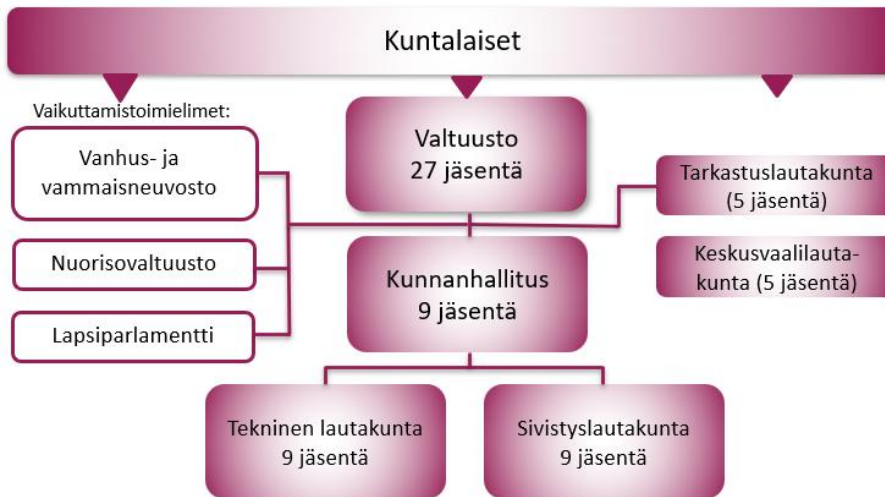 Kuntalaiset
Vaikuttamistoimielimet:
Vanhus- ja
vammaisneuvosto
Nuorisovaltuusto
Lapsiparlamentti
Valtuusto
27 jäsentä
Kunnanhallitus
9 jäsentä
Tarkastuslautakunta
(5 jäsentä)
Keskusvaalilauta-
kunta (5 jäsentä)
Tekninen lautakunta
9 jäsentä
Sivistyslautakunta
9 jäsentä